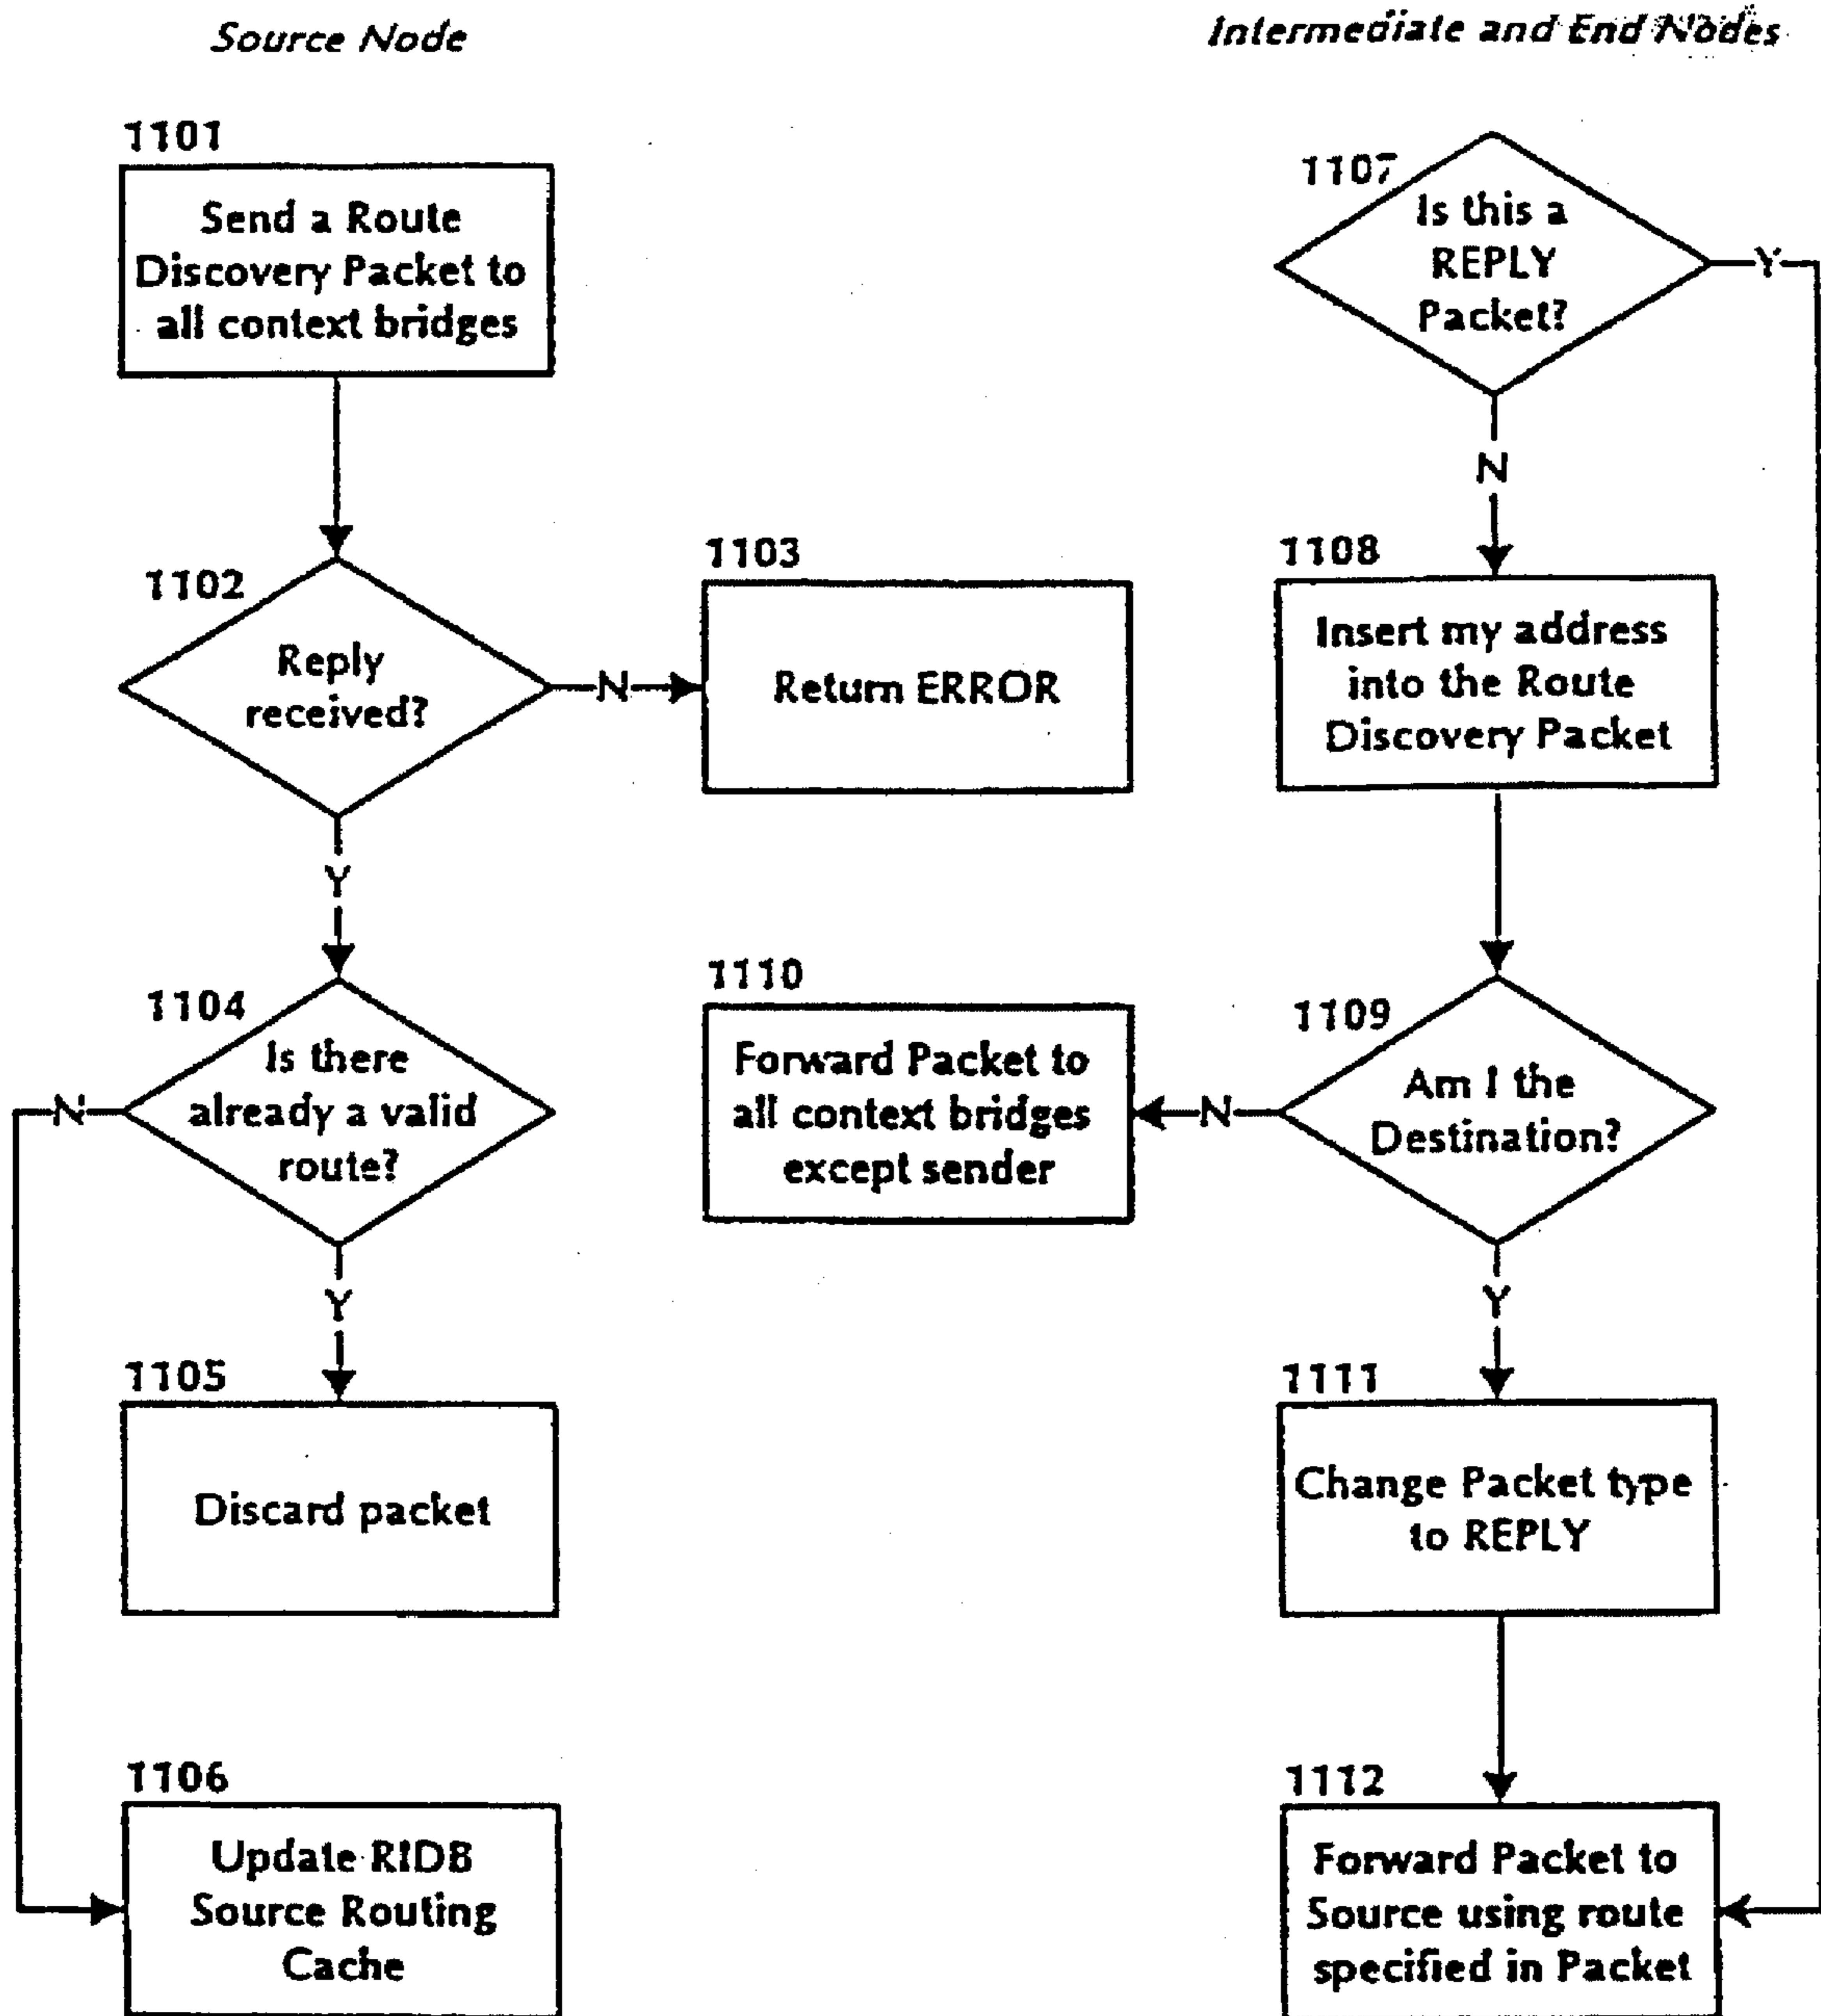 Source Node
Intermediate and End Nodes
1101
Send a Route
Discovery Packet to
all context bridges
1102
Reply
received?
N
1103
Return ERROR
Y
1104
Is there
already a valid
route?
N
Y
1105
Discard packet
1106
Update RIDB
Source Routing
Cache
1107
Is this a
REPLY
Packet?
Y
N
1108
Insert my address
into the Route
Discovery Packet
1109
Am I the
Destination?
N
1110
Forward Packet to
all context bridges
except sender
Y
1111
Change Packet type
to REPLY
1112
Forward Packet to
Source using route
specified in Packet